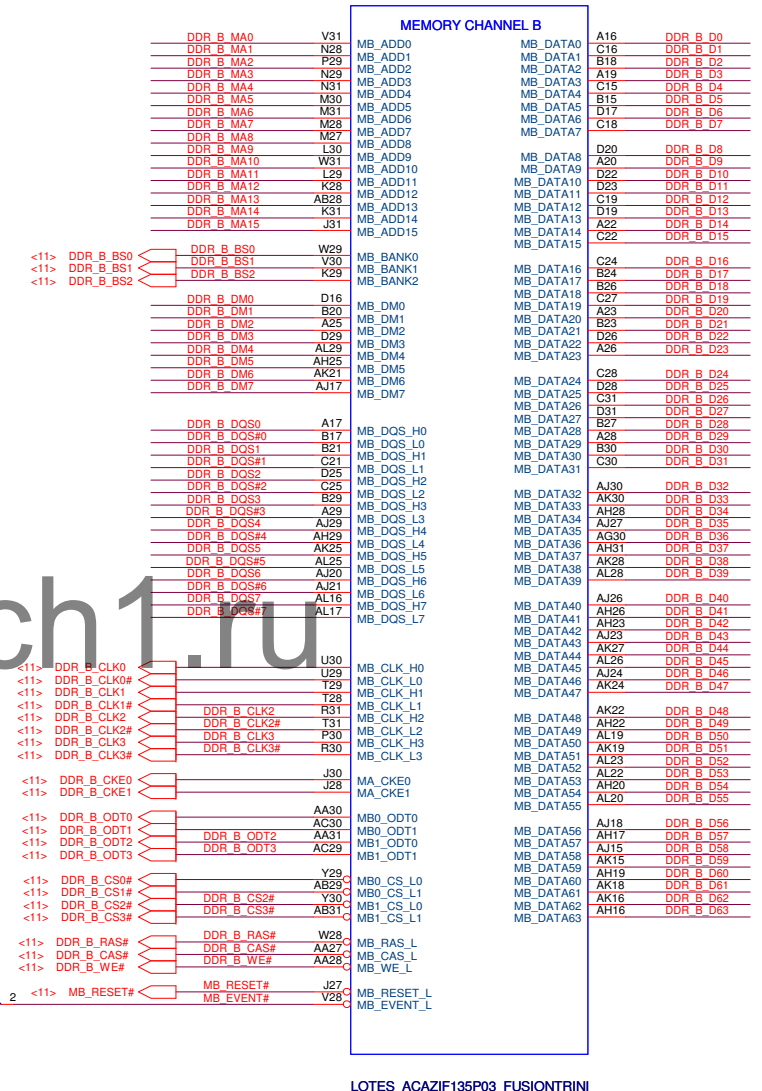 MEMORY CHANNEL B
DDR_B_MA0 V31 MB_ADD0
DDR_B_MA1 N28 MB_ADD1
DDR_B_MA2 P29 MB_ADD2
DDR_B_MA3 N29 MB_ADD3
DDR_B_MA4 N31 MB_ADD4
DDR_B_MA5 M30 MB_ADD5
DDR_B_MA6 M31 MB_ADD6
DDR_B_MA7 M28 MB_ADD7
DDR_B_MA8 M27 MB_ADD8
DDR_B_MA9 L30 MB_ADD9
DDR_B_MA10 W31 MB_ADD10
DDR_B_MA11 L29 MB_ADD11
DDR_B_MA12 K28 MB_ADD12
DDR_B_MA13 AB28 MB_ADD13
DDR_B_MA14 K31 MB_ADD14
DDR_B_MA15 J31 MB_ADD15
<11> DDR_B_BS0 DDR_B_BS0 W29 MB_BANK0
<11> DDR_B_BS1 DDR_B_BS1 V30 MB_BANK1
<11> DDR_B_BS2 DDR_B_BS2 K29 MB_BANK2
DDR_B_DM0 D16 MB_DM0
DDR_B_DM1 B20 MB_DM1
DDR_B_DM2 A25 MB_DM2
DDR_B_DM3 D29 MB_DM3
DDR_B_DM4 AL29 MB_DM4
DDR_B_DM5 AH25 MB_DM5
DDR_B_DM6 AK21 MB_DM6
DDR_B_DM7 AJ17 MB_DM7
DDR_B_DQS0 A17 MB_DQS_H0
DDR_B_DQS#0 B17 MB_DQS_L0
DDR_B_DQS1 B21 MB_DQS_H1
DDR_B_DQS#1 C21 MB_DQS_L1
DDR_B_DQS2 D25 MB_DQS_H2
DDR_B_DQS#2 C25 MB_DQS_L2
DDR_B_DQS3 B29 MB_DQS_H3
DDR_B_DQS#3 A29 MB_DQS_L3
DDR_B_DQS4 AJ29 MB_DQS_H4
DDR_B_DQS#4 AH29 MB_DQS_L4
DDR_B_DQS5 AK25 MB_DQS_H5
DDR_B_DQS#5 AL25 MB_DQS_L5
DDR_B_DQS6 AJ20 MB_DQS_H6
DDR_B_DQS#6 AJ21 MB_DQS_L6
DDR_B_DQS7 AL16 MB_DQS_H7
DDR_B_DQS#7 AL17 MB_DQS_L7
ch1.ru
<11> DDR_B_CLK0 U30 MB_CLK_H0
<11> DDR_B_CLK0# U29 MB_CLK_L0
<11> DDR_B_CLK1 T29 MB_CLK_H1
<11> DDR_B_CLK1# T28 MB_CLK_L1
<11> DDR_B_CLK2 DDR_B_CLK2 R31 MB_CLK_H2
<11> DDR_B_CLK2# DDR_B_CLK2# T31 MB_CLK_L2
<11> DDR_B_CLK3 DDR_B_CLK3 P30 MB_CLK_H3
<11> DDR_B_CLK3# DDR_B_CLK3# R30 MB_CLK_L3
<11> DDR_B_CKE0 J30 MA_CKE0
<11> DDR_B_CKE1 J28 MA_CKE1
<11> DDR_B_ODT0 AA30 MB0_ODT0
<11> DDR_B_ODT1 AC30 MB0_ODT1
<11> DDR_B_ODT2 DDR_B_ODT2 AA31 MB1_ODT0
<11> DDR_B_ODT3 DDR_B_ODT3 AC29 MB1_ODT1
<11> DDR_B_CS0# Y29 MB0_CS_L0
<11> DDR_B_CS1# AB29 MB0_CS_L1
<11> DDR_B_CS2# DDR_B_CS2# Y30 MB1_CS_L0
<11> DDR_B_CS3# DDR_B_CS3# AB31 MB1_CS_L1
<11> DDR_B_RAS# DDR_B_RAS# W28 MB_RAS_L
<11> DDR_B_CAS# DDR_B_CAS# AA27 MB_CAS_L
<11> DDR_B_WE# DDR_B_WE# AA28 MB_WE_L
<11> MB_RESET# MB_RESET# J27 MB_RESET_L
2 MB_EVENT# V28 MB_EVENT_L
MB_DATA0 A16 DDR_B_D0
MB_DATA1 C16 DDR_B_D1
MB_DATA2 B18 DDR_B_D2
MB_DATA3 A19 DDR_B_D3
MB_DATA4 C15 DDR_B_D4
MB_DATA5 B15 DDR_B_D5
MB_DATA6 D17 DDR_B_D6
MB_DATA7 C18 DDR_B_D7
MB_DATA8 D20 DDR_B_D8
MB_DATA9 A20 DDR_B_D9
MB_DATA10 D22 DDR_B_D10
MB_DATA11 D23 DDR_B_D11
MB_DATA12 C19 DDR_B_D12
MB_DATA13 D19 DDR_B_D13
MB_DATA14 A22 DDR_B_D14
MB_DATA15 C22 DDR_B_D15
MB_DATA16 C24 DDR_B_D16
MB_DATA17 B24 DDR_B_D17
MB_DATA18 B26 DDR_B_D18
MB_DATA19 C27 DDR_B_D19
MB_DATA20 A23 DDR_B_D20
MB_DATA21 B23 DDR_B_D21
MB_DATA22 D26 DDR_B_D22
MB_DATA23 A26 DDR_B_D23
MB_DATA24 C28 DDR_B_D24
MB_DATA25 D28 DDR_B_D25
MB_DATA26 C31 DDR_B_D26
MB_DATA27 D31 DDR_B_D27
MB_DATA28 B27 DDR_B_D28
MB_DATA29 A28 DDR_B_D29
MB_DATA30 B30 DDR_B_D30
MB_DATA31 C30 DDR_B_D31
MB_DATA32 AJ30 DDR_B_D32
MB_DATA33 AK30 DDR_B_D33
MB_DATA34 AH28 DDR_B_D34
MB_DATA35 AJ27 DDR_B_D35
MB_DATA36 AG30 DDR_B_D36
MB_DATA37 AH31 DDR_B_D37
MB_DATA38 AK28 DDR_B_D38
MB_DATA39 AL28 DDR_B_D39
MB_DATA40 AJ26 DDR_B_D40
MB_DATA41 AH26 DDR_B_D41
MB_DATA42 AH23 DDR_B_D42
MB_DATA43 AJ23 DDR_B_D43
MB_DATA44 AK27 DDR_B_D44
MB_DATA45 AL26 DDR_B_D45
MB_DATA46 AJ24 DDR_B_D46
MB_DATA47 AK24 DDR_B_D47
MB_DATA48 AK22 DDR_B_D48
MB_DATA49 AH22 DDR_B_D49
MB_DATA50 AL19 DDR_B_D50
MB_DATA51 AK19 DDR_B_D51
MB_DATA52 AL23 DDR_B_D52
MB_DATA53 AL22 DDR_B_D53
MB_DATA54 AH20 DDR_B_D54
MB_DATA55 AL20 DDR_B_D55
MB_DATA56 AJ18 DDR_B_D56
MB_DATA57 AH17 DDR_B_D57
MB_DATA58 AJ15 DDR_B_D58
MB_DATA59 AK15 DDR_B_D59
MB_DATA60 AH19 DDR_B_D60
MB_DATA61 AK18 DDR_B_D61
MB_DATA62 AK16 DDR_B_D62
MB_DATA63 AH16 DDR_B_D63
LOTES_ACAZIF135P03_FUSIONTRINI